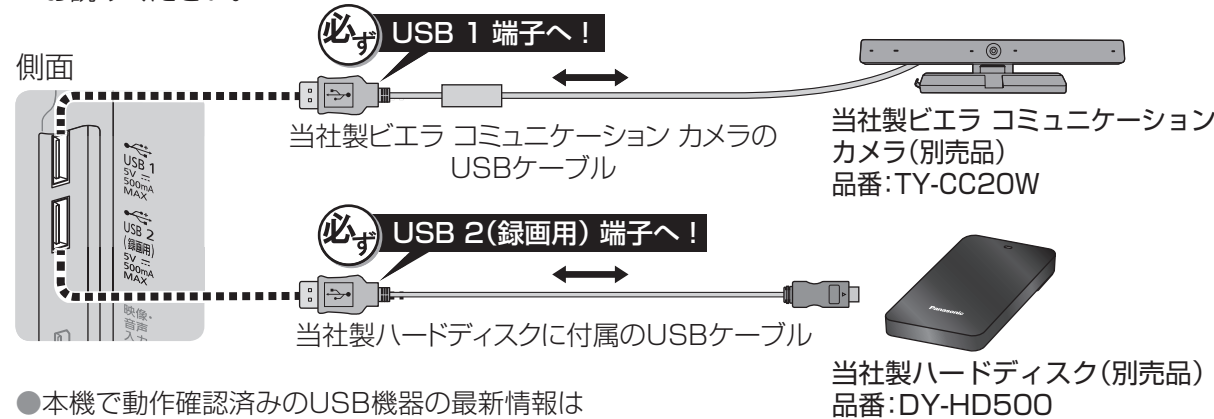 必ず USB 1 端子へ！
側面
USB 1
5V ⎓
500mA
MAX
当社製ビエラ コミュニケーション カメラの
USBケーブル
当社製ビエラ コミュニケーション
カメラ（別売品）
品番：TY-CC20W
USB 2
(録画用)
5V ⎓
500mA
MAX
必ず USB 2（録画用）端子へ！
映像・
音声
入力
当社製ハードディスクに付属のUSBケーブル
Panasonic
当社製ハードディスク（別売品）
品番：DY-HD500
●本機で動作確認済みのUSB機器の最新情報は